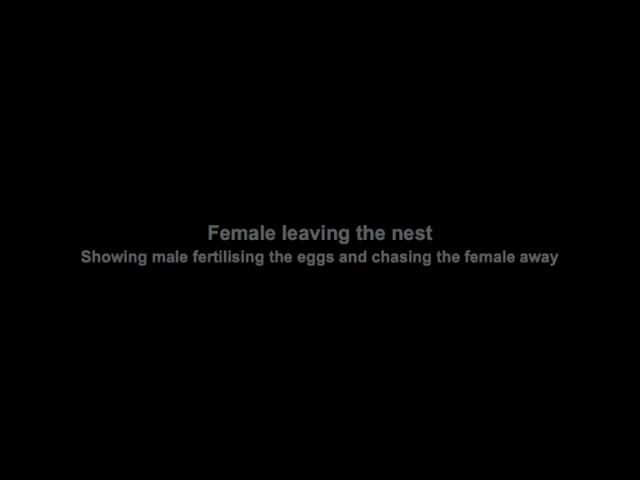 Female leaving the nest
Showing male fertilising the eggs and chasing the female away